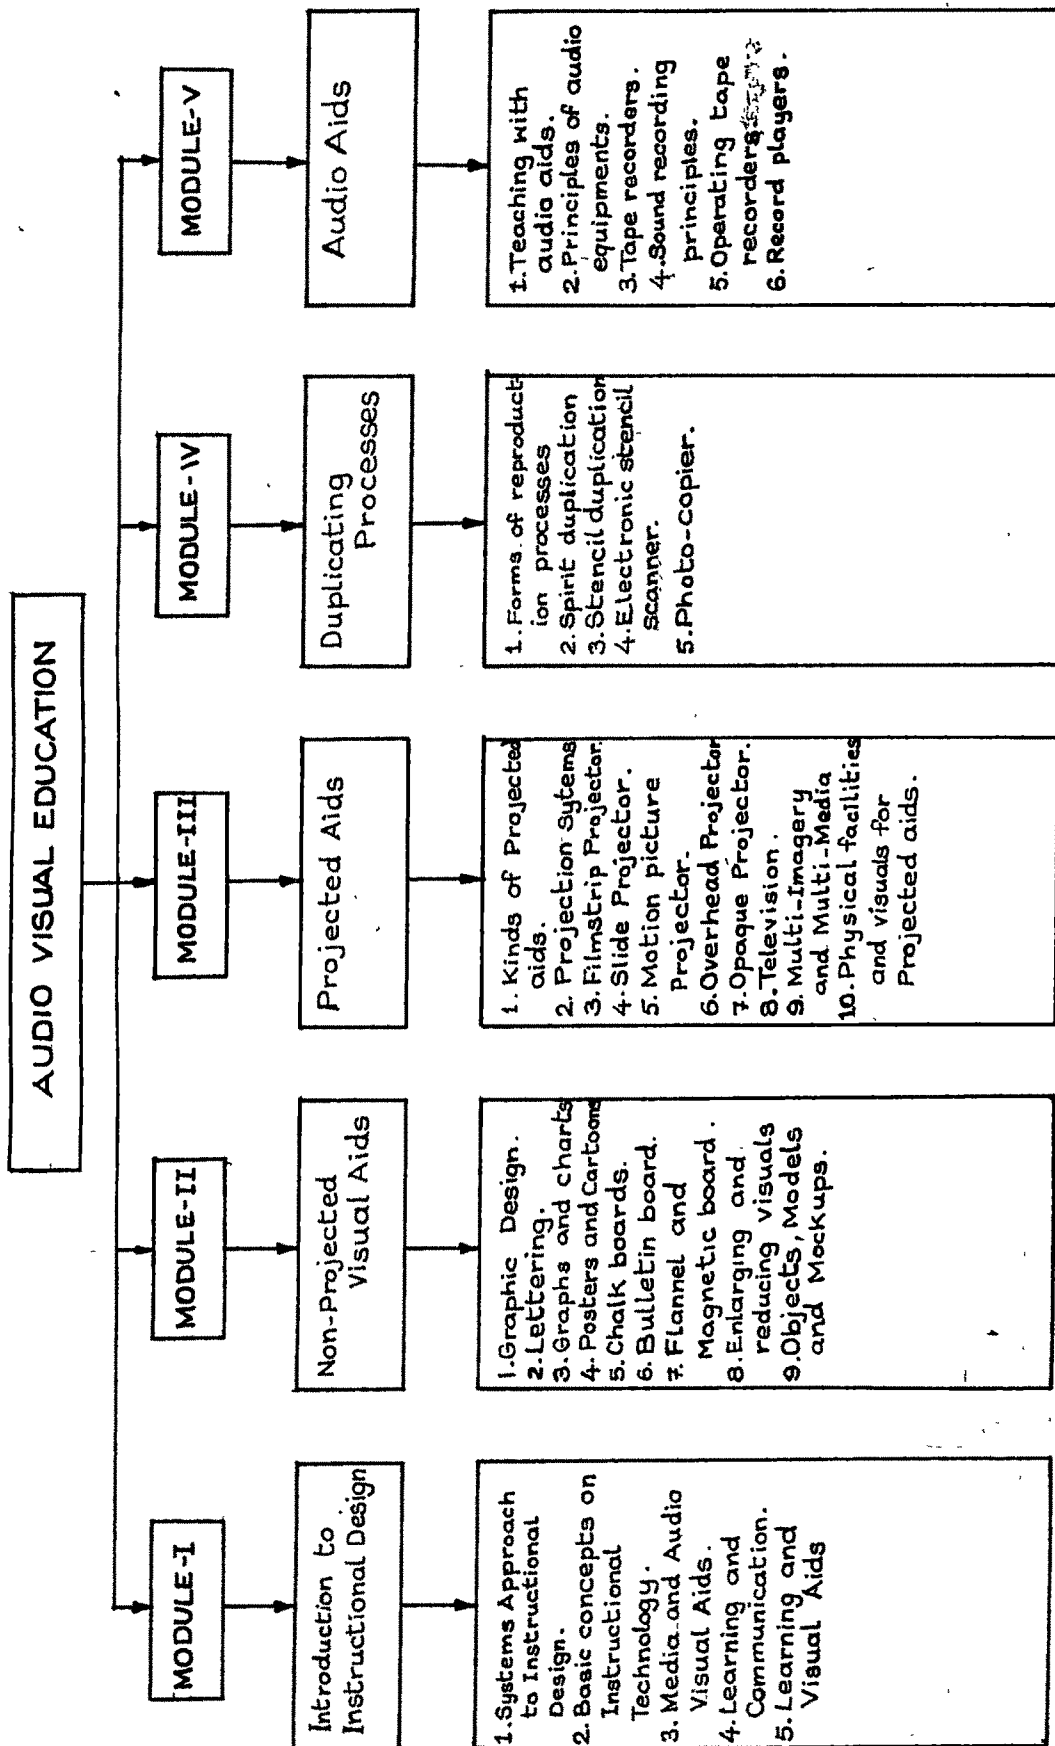 AUDIO VISUAL EDUCATION
MODULE-I
Introduction to
Instructional Design
1.Systems Approach
to Instructional
Design.
2.Basic concepts on
Instructional
Technology.
3. Media and Audio
Visual Aids.
4.Learning and
Communication.
5. Learning and
Visual Aids
MODULE-II
Non-Projected
Visual Aids
1.Graphic Design.
2.Lettering.
3.Graphs and charts
4.Posters and Cartoons
5.Chalk boards.
6.Bulletin board.
7. Flannel and
Magnetic board.
8.Enlarging and
reducing visuals
9.Objects, Models
and Mockups.
MODULE-III
Projected Aids
1. Kinds of Projected
aids.
2. Projection Sytems
3.Filmstrip Projector.
4.Slide Projector.
5. Motion picture
Projector.
6.Overhead Projector
7.Opaque Projector.
8.Television.
9. Multi-Imagery
and Multi-Media
10.Physical facilities
and visuals for
Projected aids.
MODULE-IV
Duplicating
Processes
1.Forms of reproduct-
ion processes
2.Spirit duplication
3.Stencil duplication
4.Electronic stencil
scanner.
5.Photo-copier.
MODULE-V
Audio Aids
1.Teaching with
audio aids.
2.Principles of audio
equipments.
3.Tape recorders.
4.Sound recording
principles.
5.Operating tape
recorders
6.Record players.